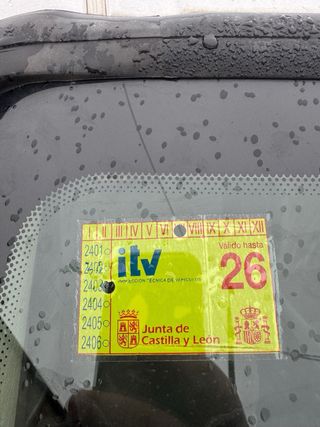 I II III IV V VI VIII IX X XI XII
2401
2402
2403
2404
2405
2406
itv
INSPECCIÓN TÉCNICA DE VEHÍCULOS
Válido hasta
26
Junta de
Castilla y León